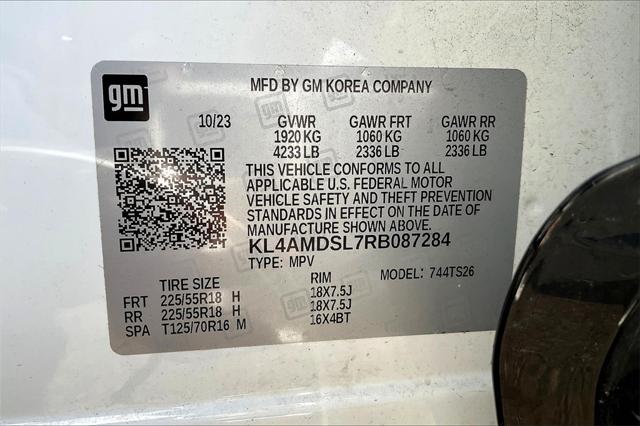 gm
MFD BY GM KOREA COMPANY
10/23 GVWR GAWR FRT GAWR RR
1920 KG 1060 KG 1060 KG
4233 LB 2336 LB 2336 LB
THIS VEHICLE CONFORMS TO ALL
APPLICABLE U.S. FEDERAL MOTOR
VEHICLE SAFETY AND THEFT PREVENTION
STANDARDS IN EFFECT ON THE DATE OF
MANUFACTURE SHOWN ABOVE.
KL4AMDSL7RB087284
TYPE: MPV MODEL: 744TS26
TIRE SIZE RIM
FRT 225/55R18 H 18X7.5J
RR 225/55R18 H 18X7.5J
SPA T125/70R16 M 16X4BT